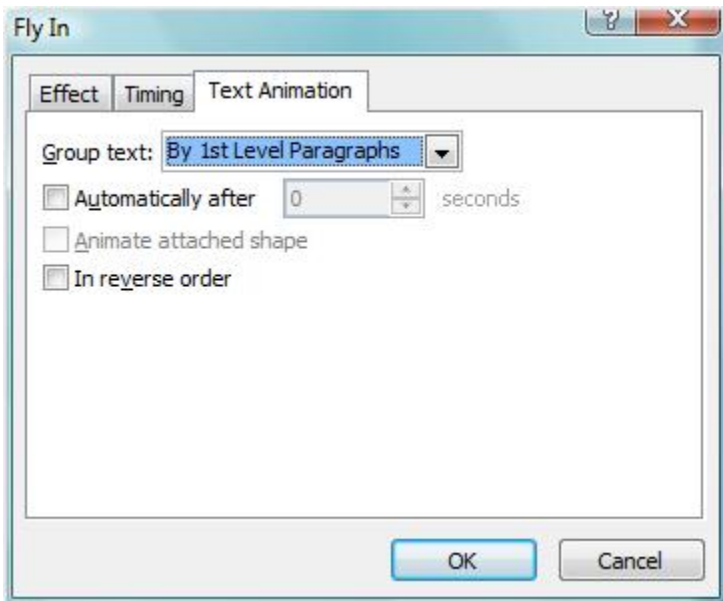 Fly In ?
Effect Timing Text Animation
Group text: By 1st Level Paragraphs
Automatically after 0 seconds
Animate attached shape
In reverse order
OK Cancel